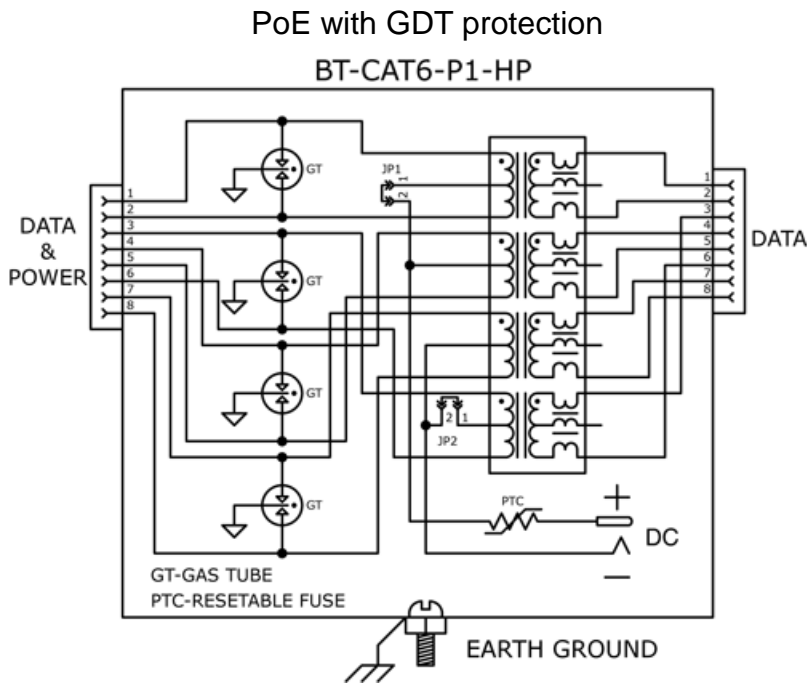 PoE with GDT protection
BT-CAT6-P1-HP
GT
JP1
1
2
1
2
3
4
5
6
7
8
DATA
&
POWER
GT
1
2
3
4
5
6
7
8
DATA
GT
2 1
JP2
GT
PTC
+
DC
−
GT-GAS TUBE
PTC-RESETABLE FUSE
EARTH GROUND